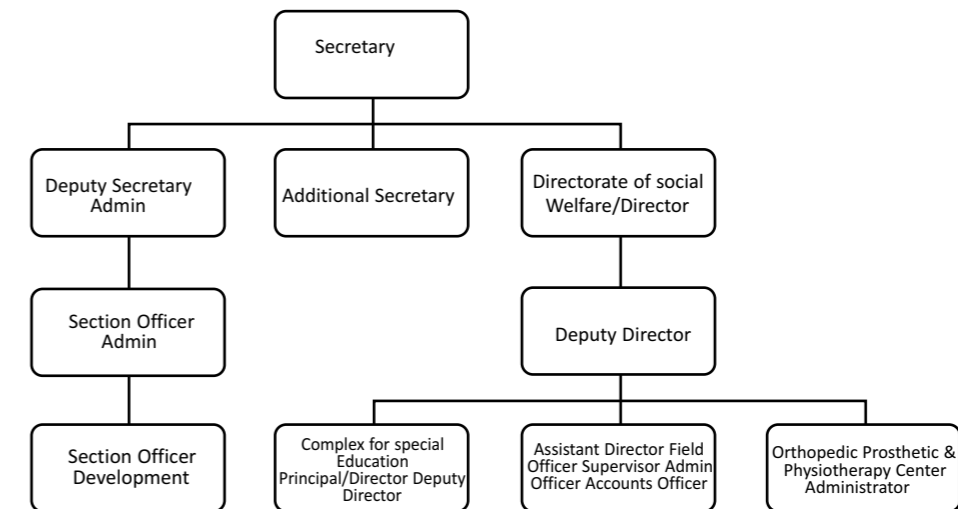 Secretary
Deputy Secretary
Admin
Additional Secretary
Directorate of social
Welfare/Director
Section Officer
Admin
Deputy Director
Section Officer
Development
Complex for special
Education
Principal/Director Deputy
Director
Assistant Director Field
Officer Supervisor Admin
Officer Accounts Officer
Orthopedic Prosthetic &
Physiotherapy Center
Administrator